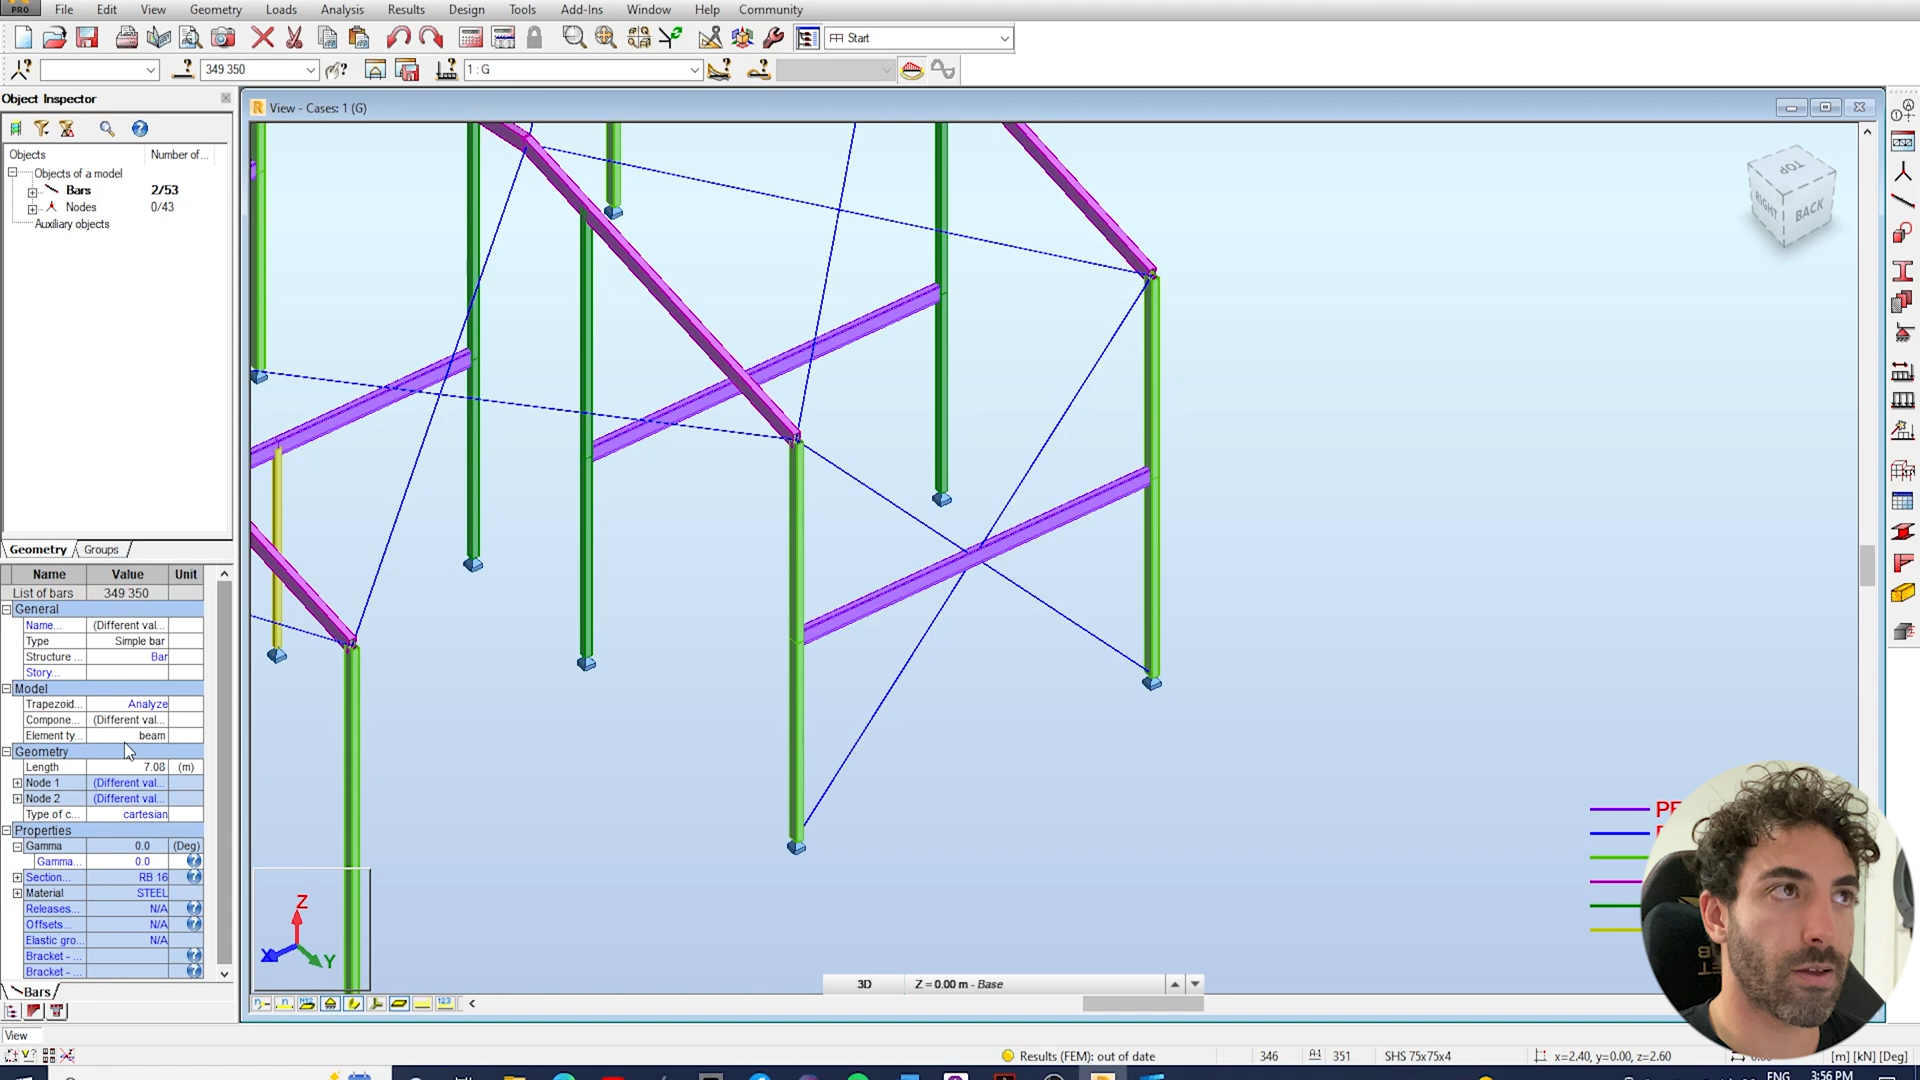 PRO File Edit View Geometry Loads Analysis Results Design Tools Add-Ins Window Help Community
Start
349 350
1 : G
Object Inspector
View - Cases: 1 (G)
Objects Number of...
Objects of a model
Bars 2/53
Nodes 0/43
Auxiliary objects
TOP
RIGHT
BACK
Geometry Groups
Name Value Unit
List of bars 349 350
General
Name... (Different val...
Type Simple bar
Structure ... Bar
Story...
Model
Trapezoid... Analyze
Compone... (Different val...
Element ty... beam
Geometry
Length 7.08 (m)
Node 1 (Different val...
Node 2 (Different val...
Type of c... cartesian
Properties
Gamma 0.0 (Deg)
Gamma... 0.0
Section... RB 16
Material STEEL
Releases... N/A
Offsets... N/A
Elastic gro... N/A
Bracket - ...
Bracket - ...
Bars
Z
X
Y
3D Z = 0.00 m - Base
View
Results (FEM): out of date 346 351 SHS 75x75x4 x=2.40, y=0.00, z=2.60 [m] [kN] [Deg]
ENG 3:56 PM